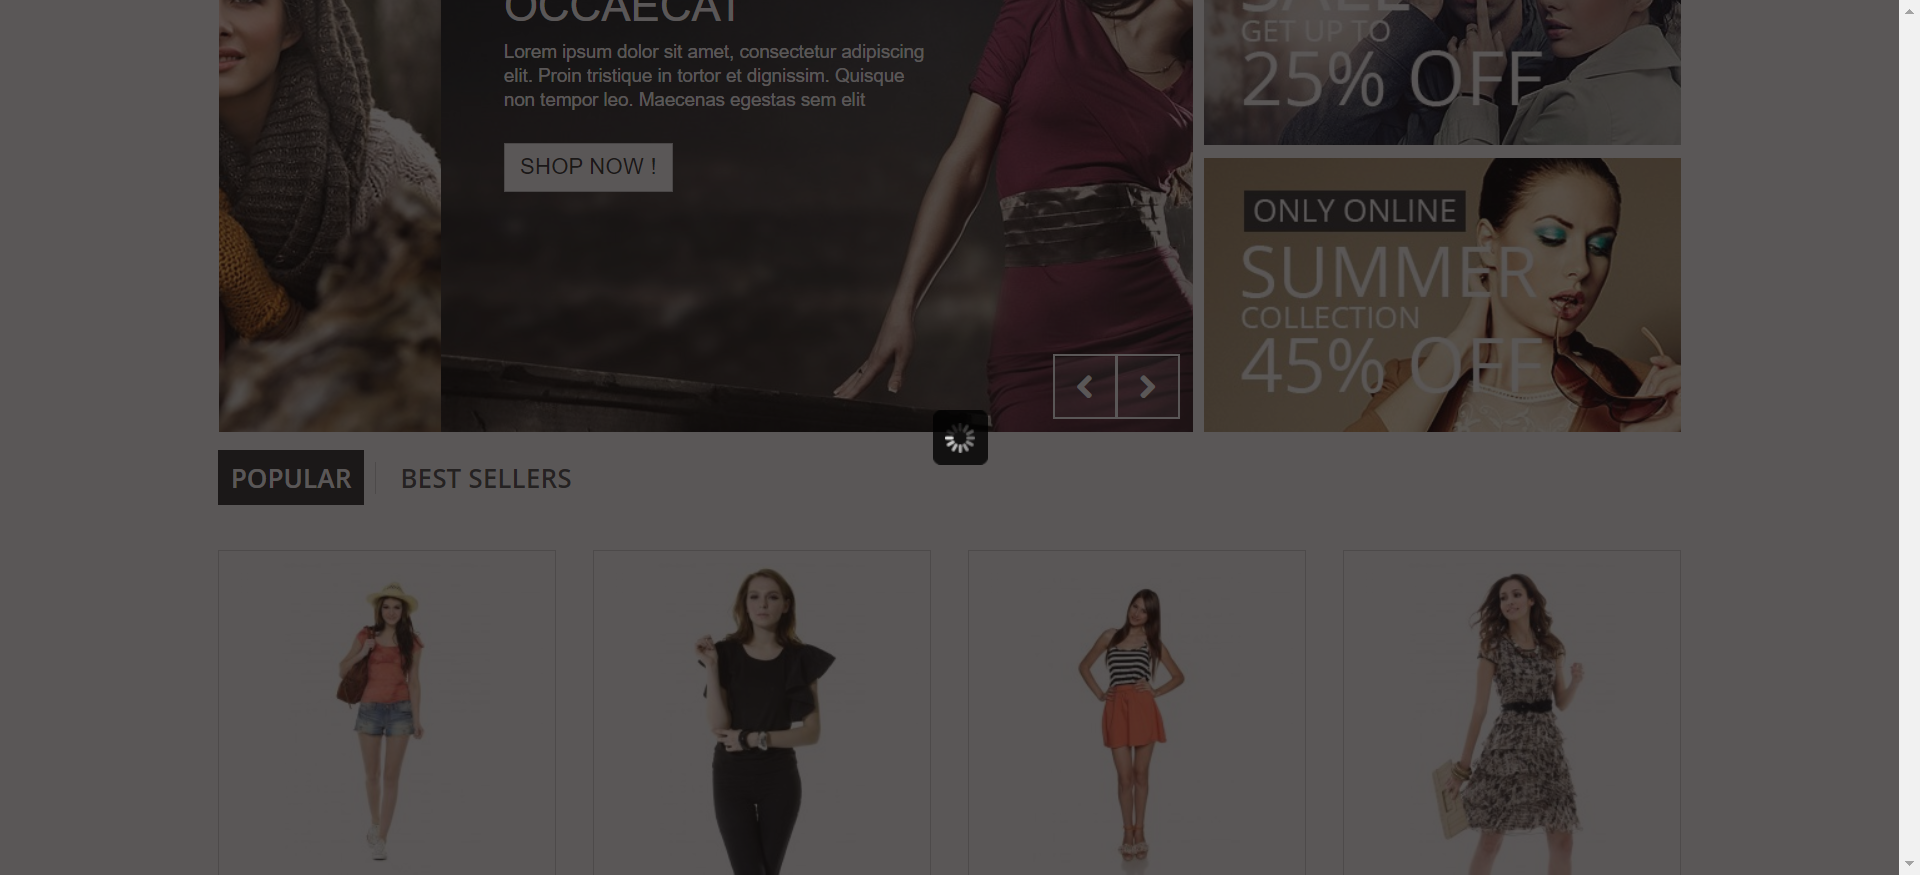 OCCAECAT
Lorem ipsum dolor sit amet, consectetur adipiscing
elit. Proin tristique in tortor et dignissim. Quisque
non tempor leo. Maecenas egestas sem elit
SHOP NOW !
SALE
GET UP TO
25% OFF
ONLY ONLINE
SUMMER
COLLECTION
45% OFF
POPULAR
BEST SELLERS